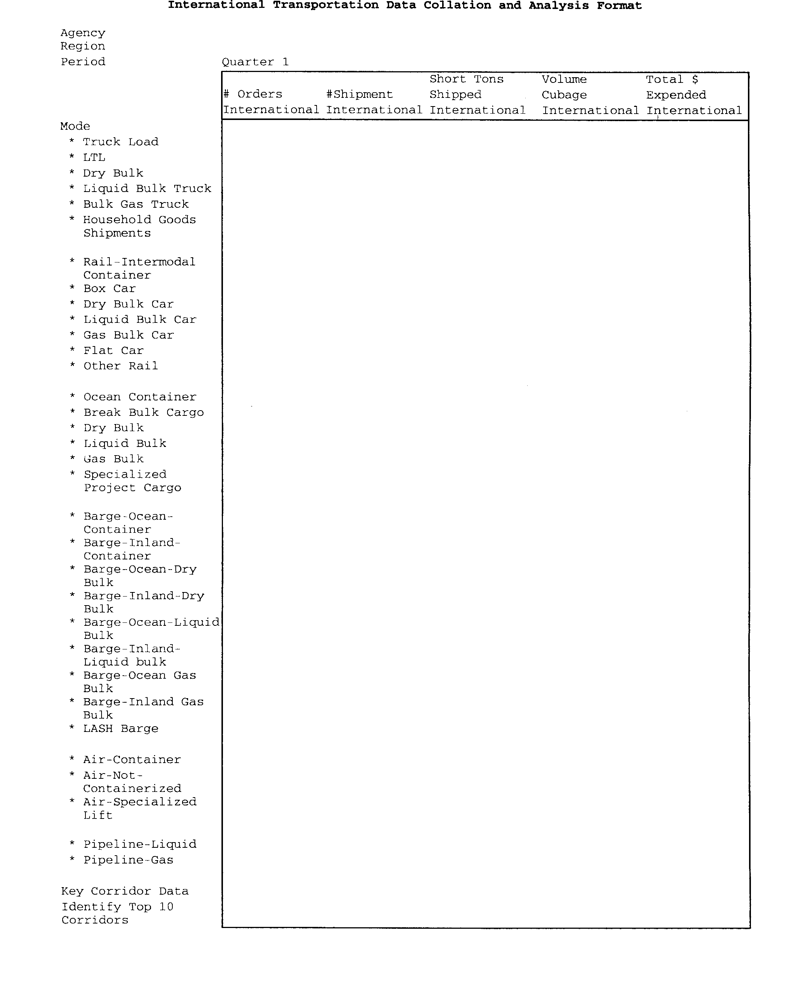 International Transportation Data Collation and Analysis Format
Agency
Region
Period Quarter 1
Short Tons Volume Total $
# Orders #Shipment Shipped Cubage Expended
International International International International International
Mode
* Truck Load
* LTL
* Dry Bulk
* Liquid Bulk Truck
* Bulk Gas Truck
* Household Goods
Shipments
* Rail-Intermodal
Container
* Box Car
* Dry Bulk Car
* Liquid Bulk Car
* Gas Bulk Car
* Flat Car
* Other Rail
* Ocean Container
* Break Bulk Cargo
* Dry Bulk
* Liquid Bulk
* Gas Bulk
* Specialized
Project Cargo
* Barge-Ocean-
Container
* Barge-Inland-
Container
* Barge-Ocean-Dry
Bulk
* Barge-Inland-Dry
Bulk
* Barge-Ocean-Liquid
Bulk
* Barge-Inland-
Liquid bulk
* Barge-Ocean Gas
Bulk
* Barge-Inland Gas
Bulk
* LASH Barge
* Air-Container
* Air-Not-
Containerized
* Air-Specialized
Lift
* Pipeline-Liquid
* Pipeline-Gas
Key Corridor Data
Identify Top 10
Corridors